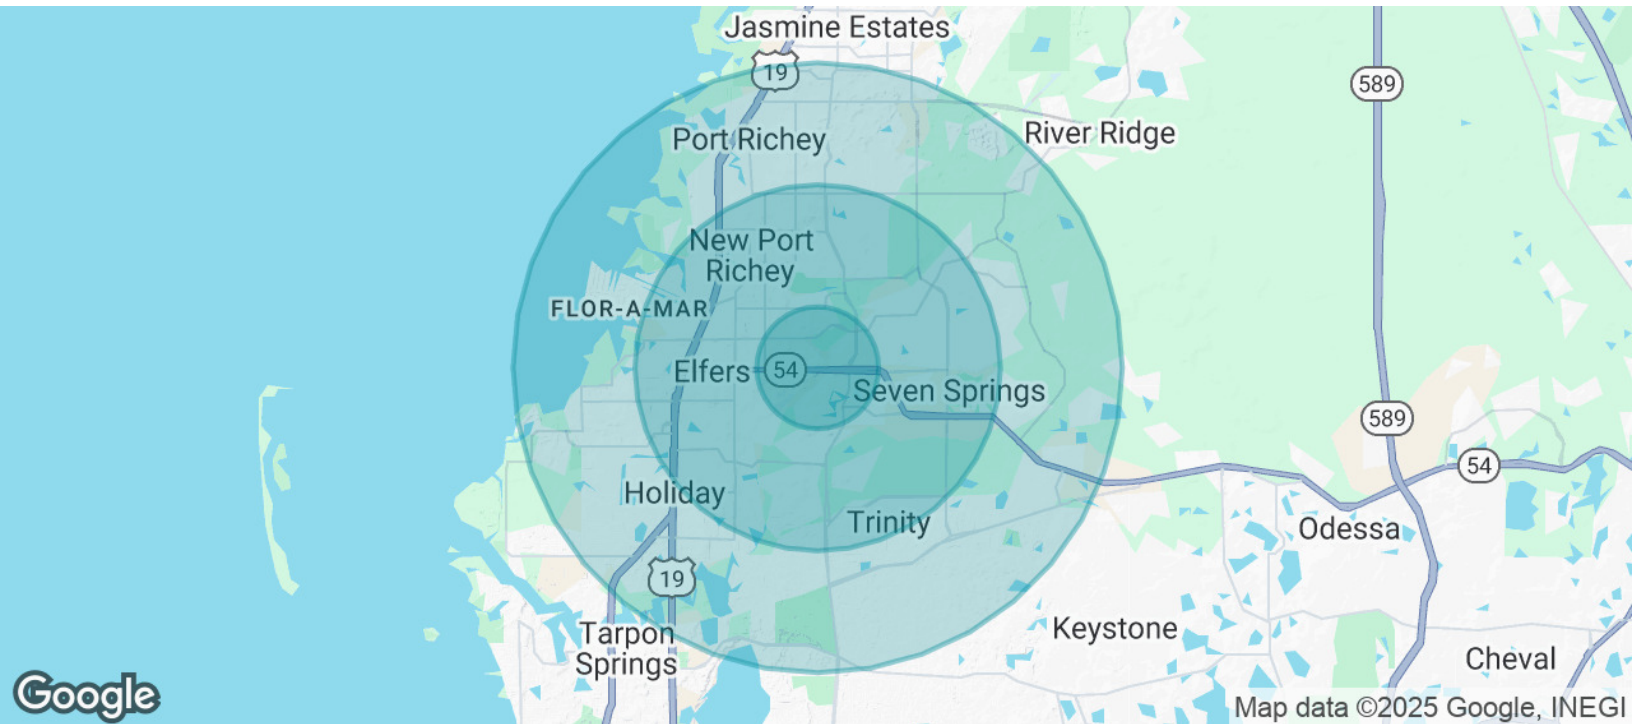 Jasmine Estates
19
589
River Ridge
Port Richey
New Port
Richey
FLOR-A-MAR
Elfers
54
Seven Springs
589
54
Holiday
Trinity
Odessa
19
Tarpon
Springs
Keystone
Cheval
Google
Map data ©2025 Google, INEGI